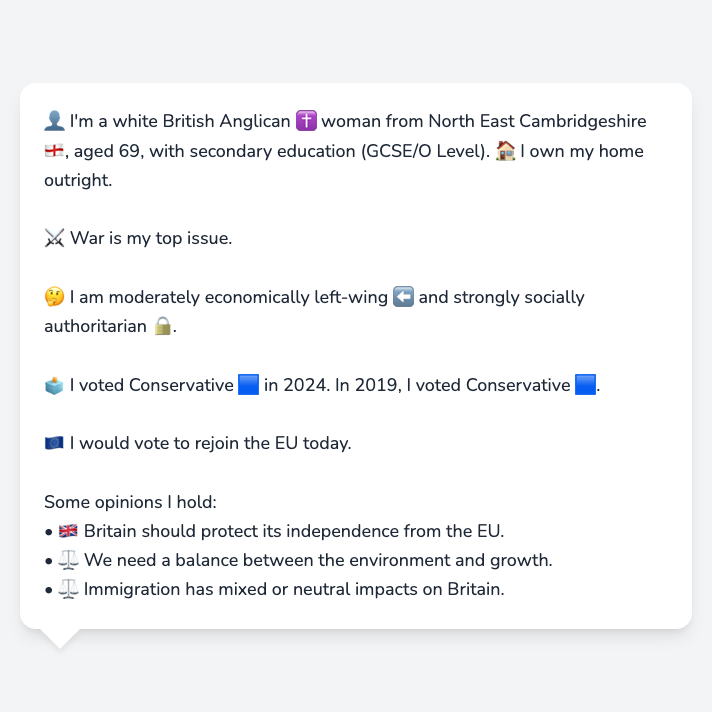 👤 I'm a white British Anglican ✝️ woman from North East Cambridgeshire
🏴󠁧󠁢󠁥󠁮󠁧󠁿, aged 69, with secondary education (GCSE/O Level). 🏠 I own my home
outright.
⚔️ War is my top issue.
🤔 I am moderately economically left-wing ⬅️ and strongly socially
authoritarian 🔒.
🗳️ I voted Conservative 🟦 in 2024. In 2019, I voted Conservative 🟦.
🇪🇺 I would vote to rejoin the EU today.
Some opinions I hold:
• 🇬🇧 Britain should protect its independence from the EU.
• ⚖️ We need a balance between the environment and growth.
• ⚖️ Immigration has mixed or neutral impacts on Britain.